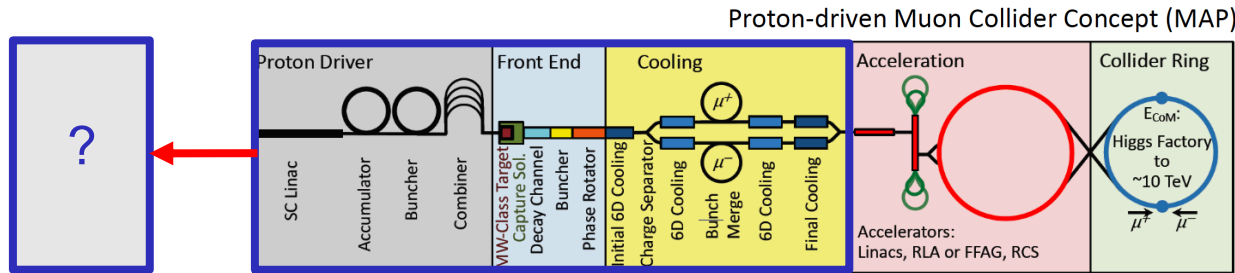 Proton-driven Muon Collider Concept (MAP)
?
Proton Driver
SC Linac
Accumulator
Buncher
Combiner
Front End
MW-Class Target
Capture Sol.
Decay Channel
Buncher
Phase Rotator
Cooling
μ+
μ−
Initial 6D Cooling
Charge Separator
6D Cooling
Bunch
Merge
6D Cooling
Final Cooling
Acceleration
Accelerators:
Linacs, RLA or FFAG, RCS
Collider Ring
ECoM:
Higgs Factory
to
~10 TeV
μ+ μ−